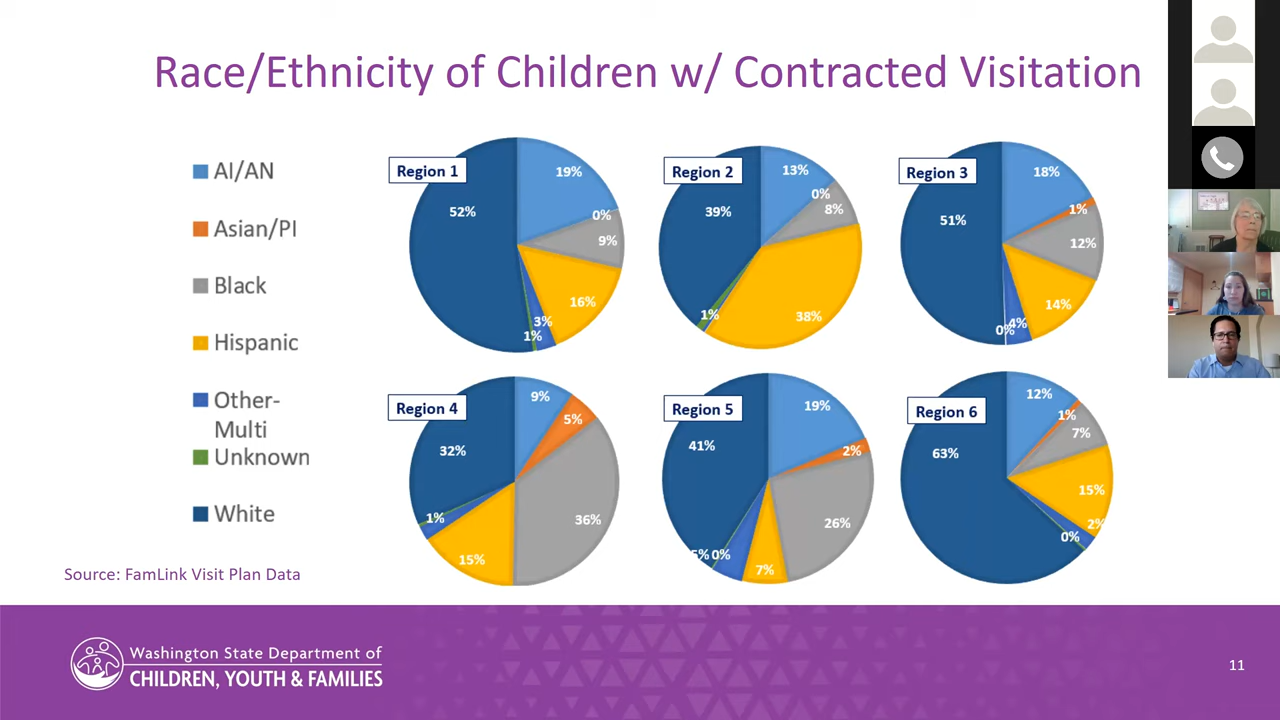 Race/Ethnicity of Children w/ Contracted Visitation
AI/AN
Asian/PI
Black
Hispanic
Other-
Multi
Unknown
White
Region 1
19%
0%
9%
16%
3%
1%
52%
Region 2
13%
0%
8%
38%
1%
39%
Region 3
18%
1%
12%
14%
4%
0%
51%
Region 4
9%
5%
36%
15%
1%
32%
Region 5
19%
2%
26%
7%
5%
0%
41%
Region 6
12%
1%
7%
15%
2%
0%
63%
Source: FamLink Visit Plan Data
Washington State Department of
CHILDREN, YOUTH & FAMILIES
11